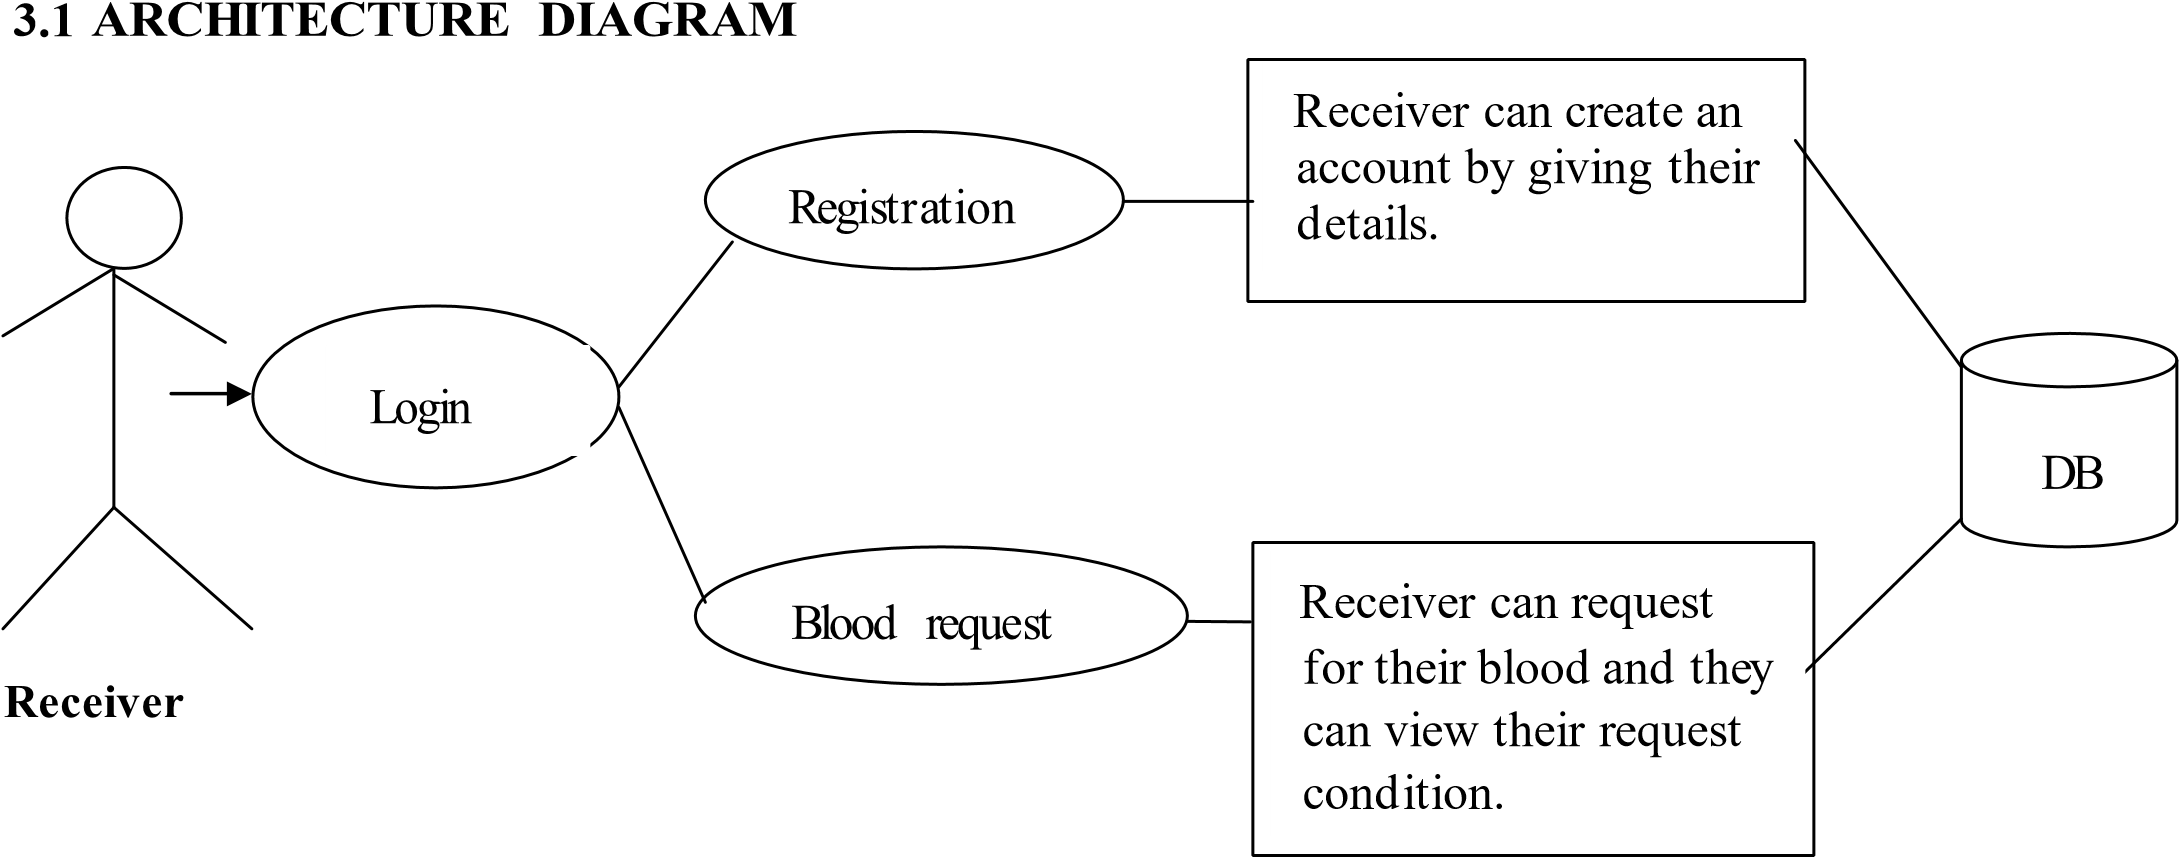 3.1 ARCHITECTURE DIAGRAM
Receiver can create an
account by giving their
details.
Registration
Login
DB
Blood request
Receiver can request
for their blood and they
can view their request
condition.
Receiver